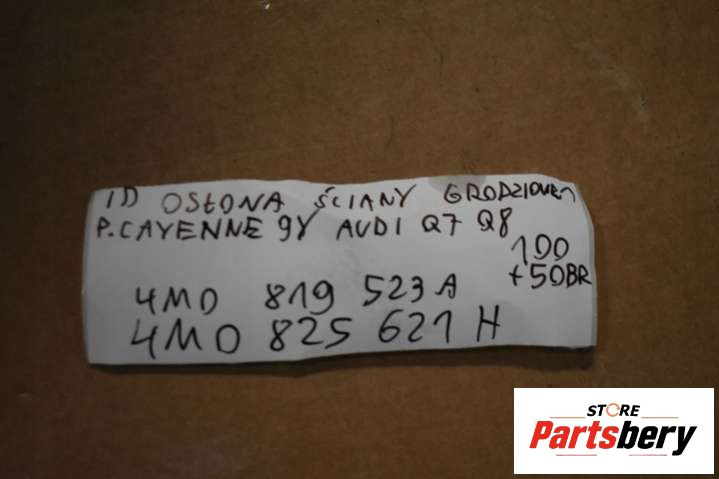 1D OSŁONA ŚCIANY GRODZIOWEJ
P.CAYENNE 9Y AUDI Q7 Q8
100
+50BR
4M0 819 523 A
4M0 825 621 H
STORE
Partsbery